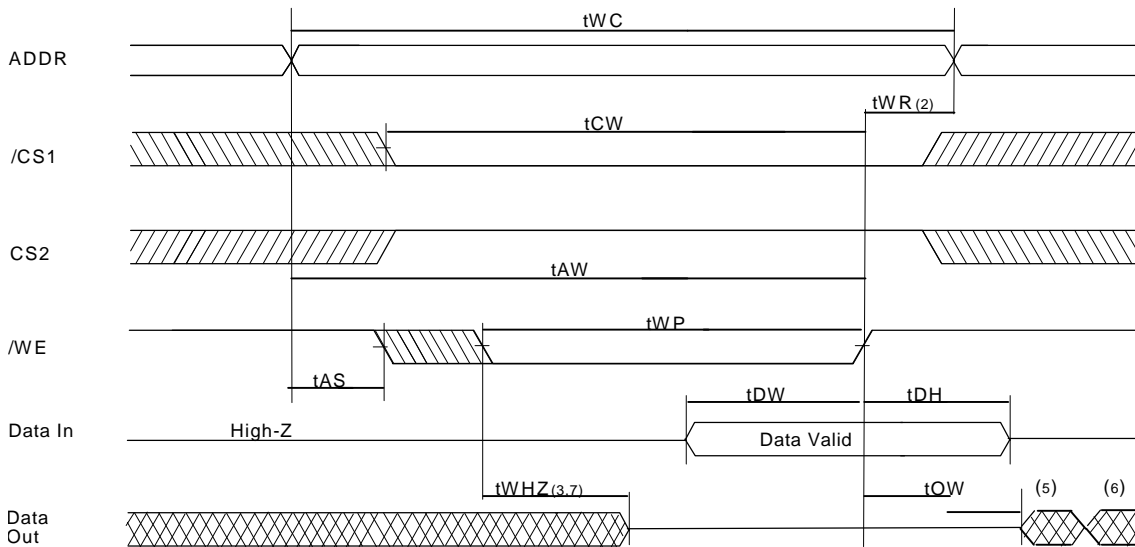 tWC
ADDR
tWR (2)
tCW
/CS1
CS2
tAW
tWP
/WE
tAS
tDW
tDH
Data In
High-Z
Data Valid
tWHZ (3,7)
tOW
(5)
(6)
Data
Out